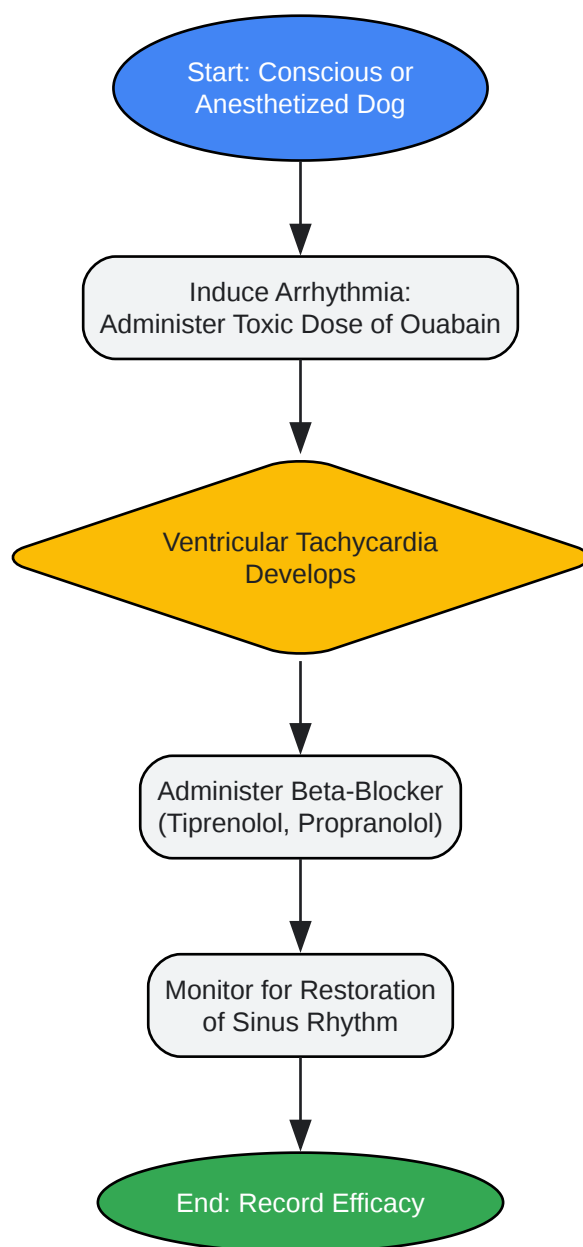 Start: Conscious or
Anesthetized Dog
Induce Arrhythmia:
Administer Toxic Dose of Ouabain
Ventricular Tachycardia
Develops
Administer Beta-Blocker
(Tiprenolol, Propranolol)
Monitor for Restoration
of Sinus Rhythm
End: Record Efficacy